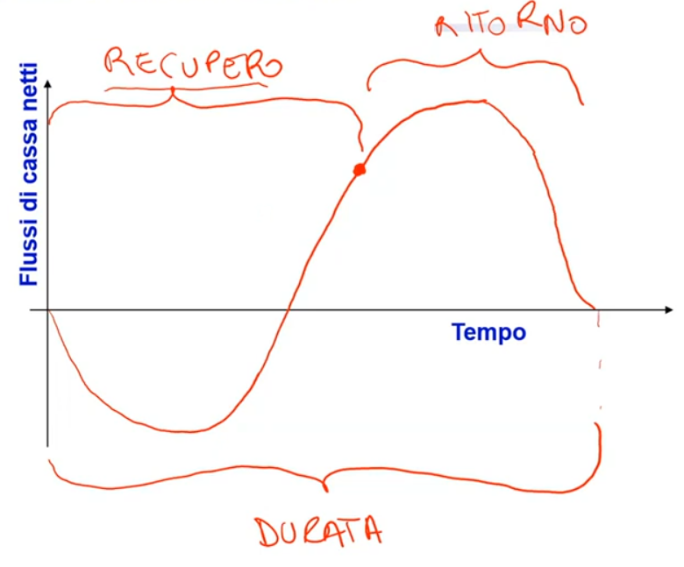 RITORNO
RECUPERO
Flussi di cassa netti
Tempo
DURATA